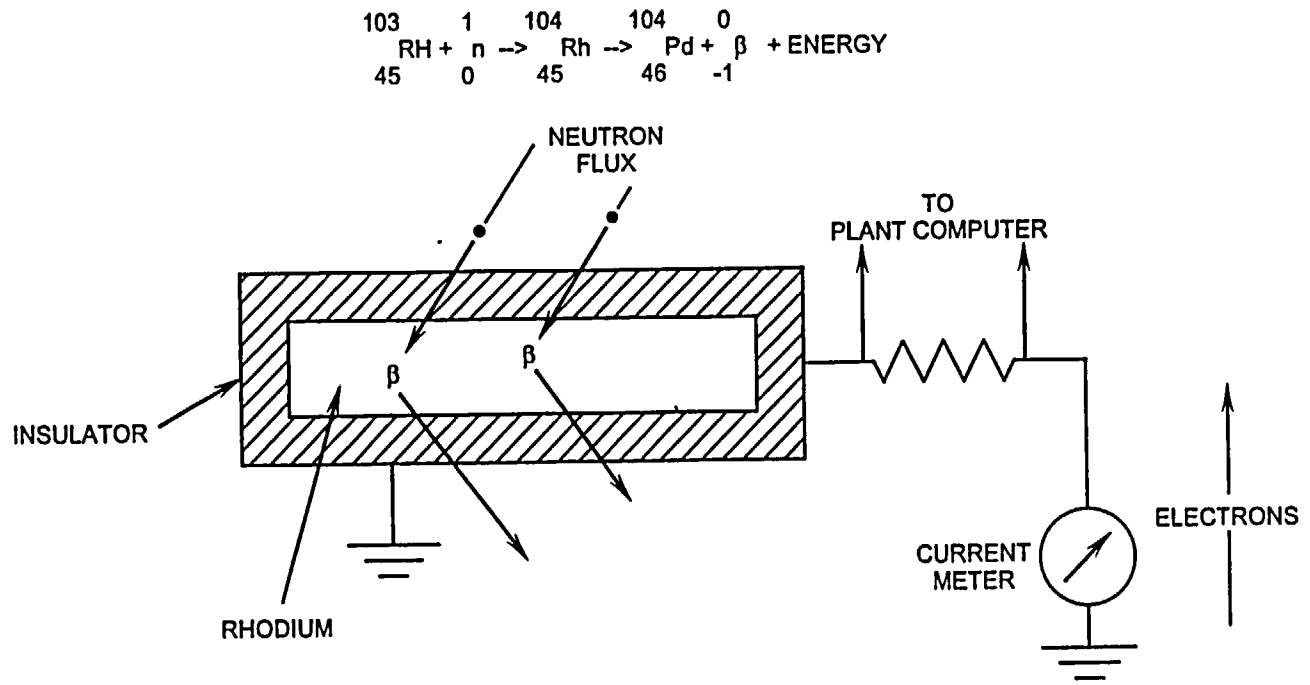 103 1 104 104 0
RH + n --> Rh --> Pd + β + ENERGY
45 0 45 46 -1
NEUTRON
FLUX
TO
PLANT COMPUTER
β
β
INSULATOR
ELECTRONS
CURRENT
METER
RHODIUM